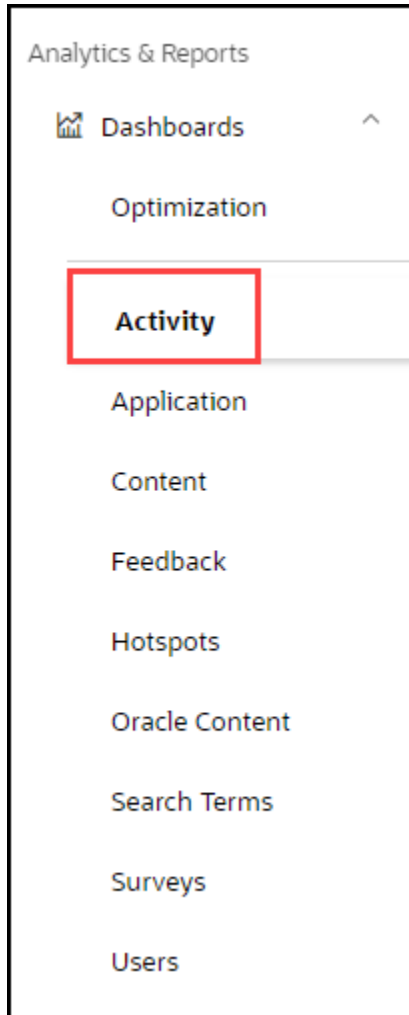 Analytics & Reports
Dashboards
Optimization
Activity
Application
Content
Feedback
Hotspots
Oracle Content
Search Terms
Surveys
Users